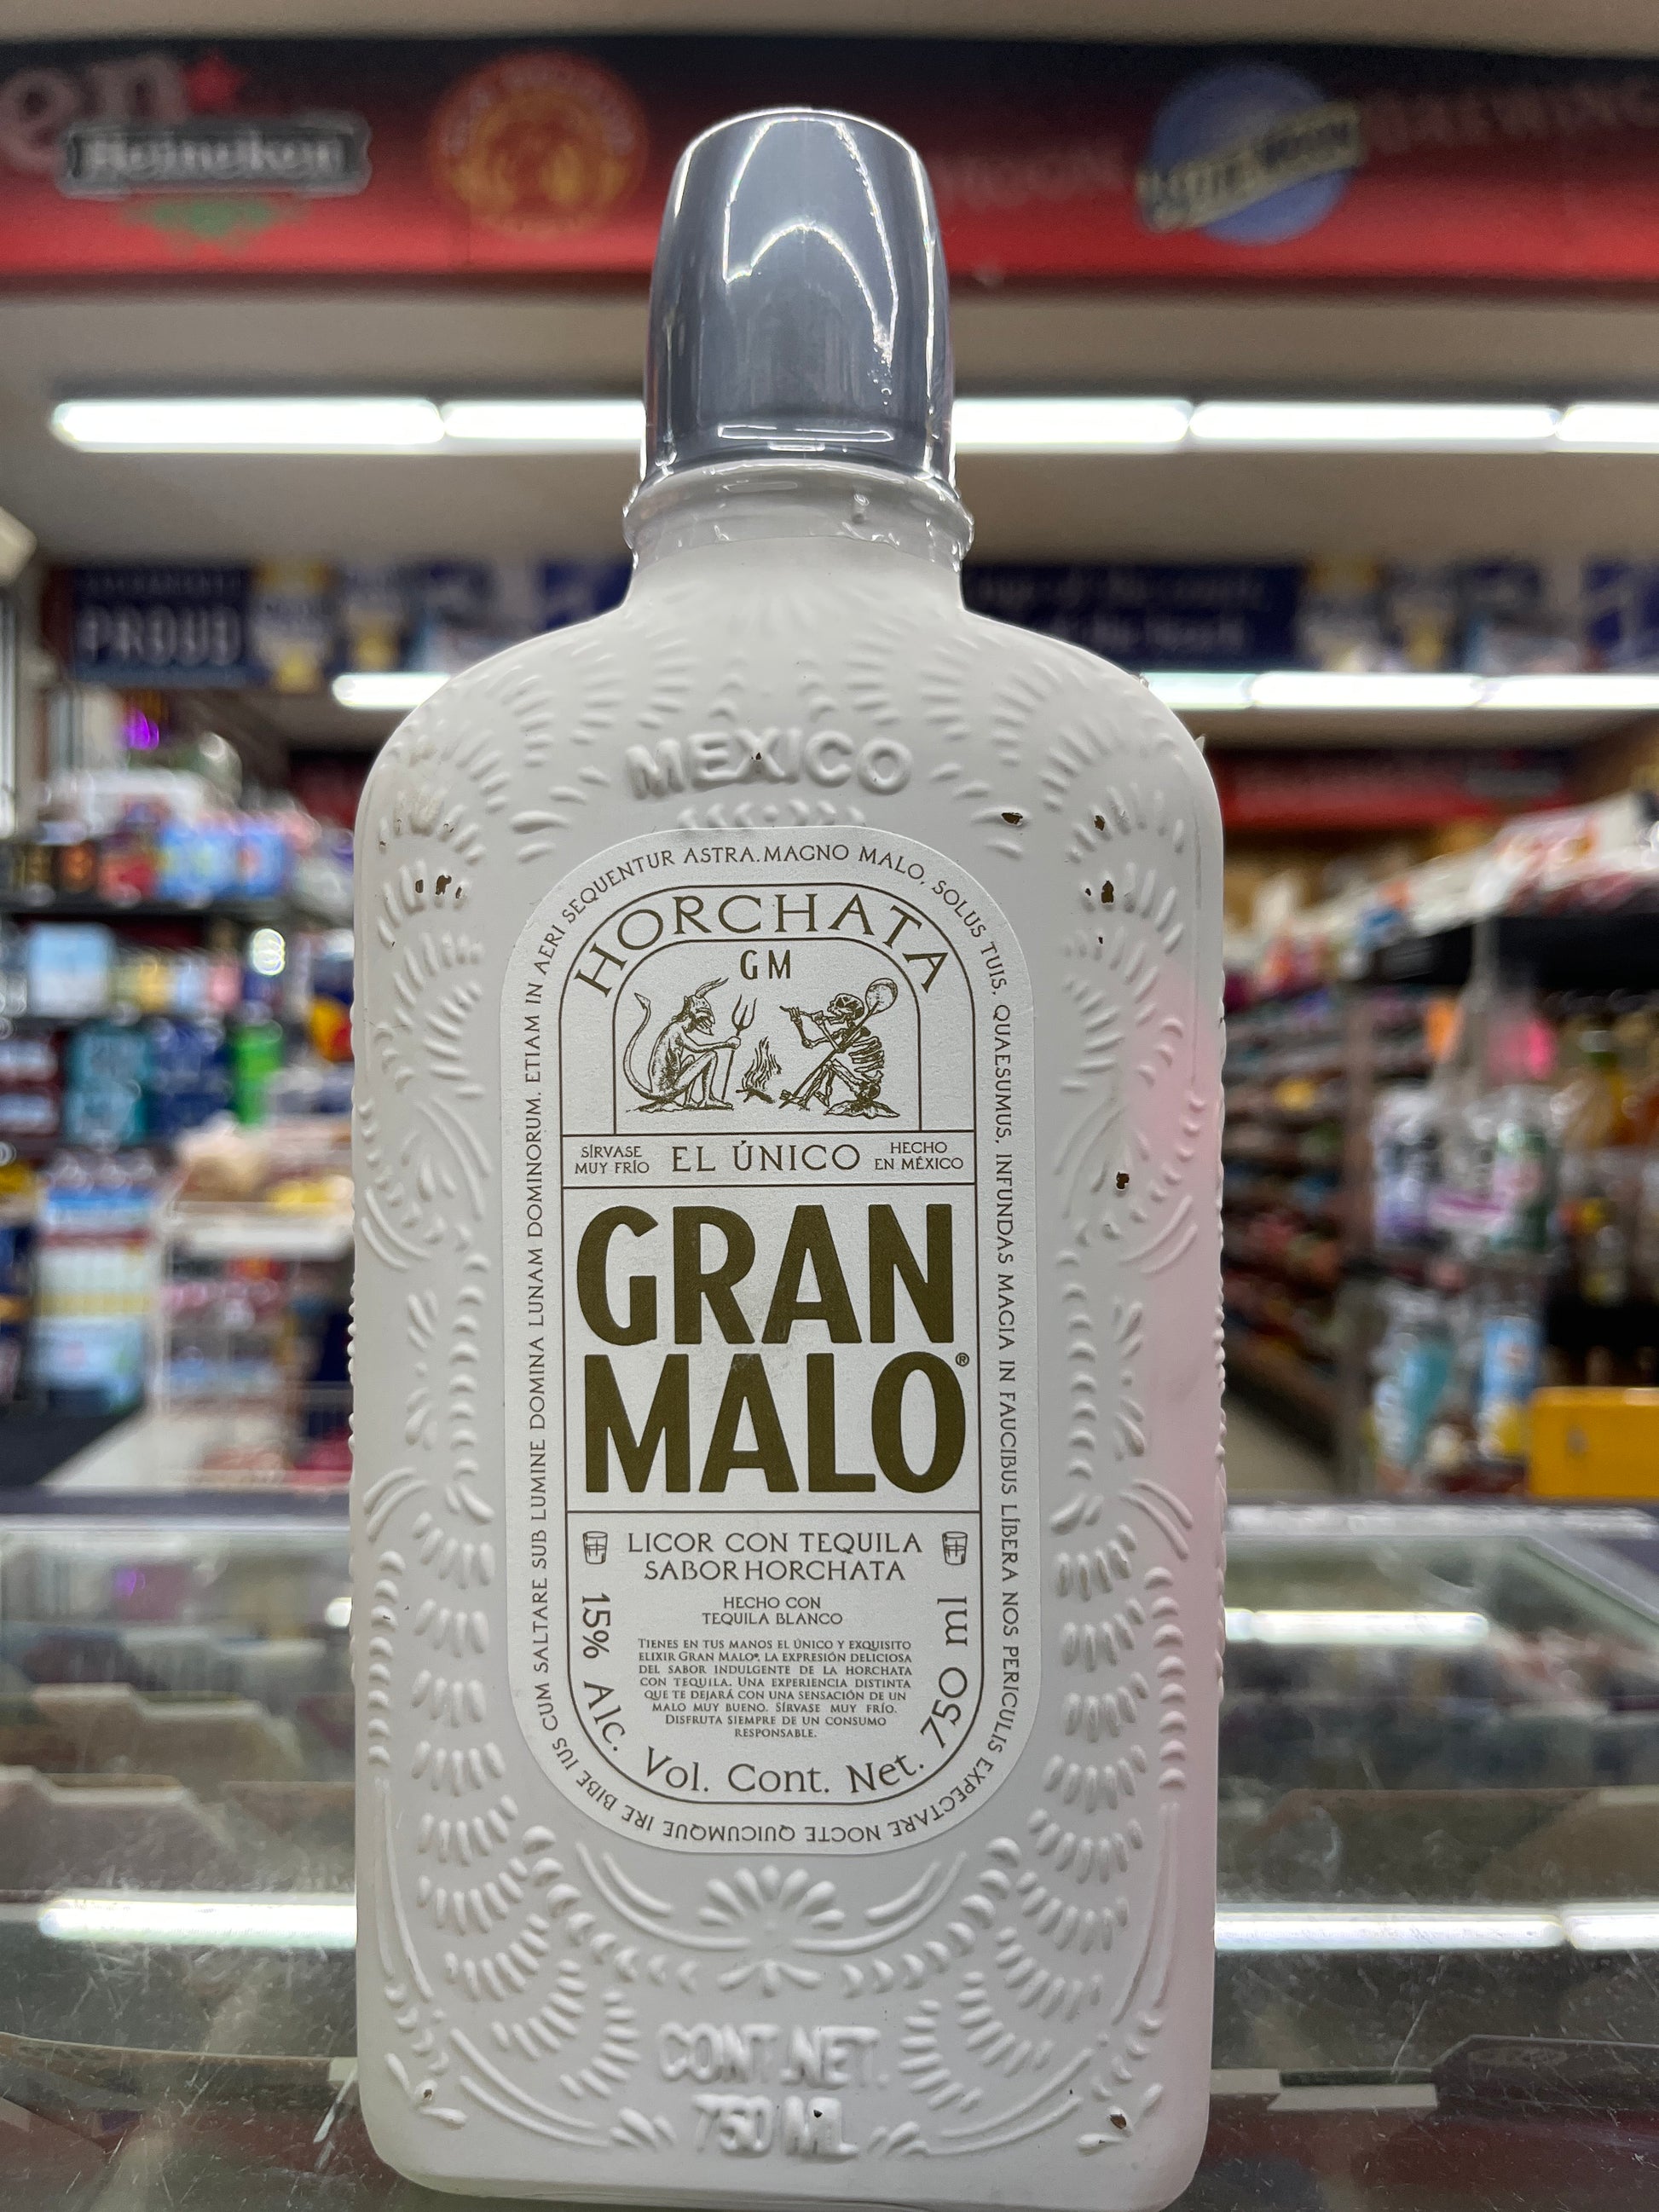 Heineken
BLUE MOON
PROUD
MEXICO
SEQUENTUR ASTRA. MAGNO MALO, SOLUS TUIS, QUAESUMUS, INFUNDAS MAGIA IN FAUCIBUS LÍBERA NOS PERICULIS EXPECTARE NOCTE QUICUMQUE IRE BIBE IUS CUM SALTARE SUB LUMINE DOMINA LUNAM DOMINORUM. ETIAM IN AERI
HORCHATA
GM
SÍRVASE
MUY FRÍO
EL ÚNICO
HECHO
EN MÉXICO
GRAN
MALO®
LICOR CON TEQUILA
SABOR HORCHATA
HECHO CON
TEQUILA BLANCO
TIENES EN TUS MANOS EL ÚNICO Y EXQUISITO
ELIXIR GRAN MALO®, LA EXPRESIÓN DELICIOSA
DEL SABOR INDULGENTE DE LA HORCHATA
CON TEQUILA. UNA EXPERIENCIA DISTINTA
QUE TE DEJARÁ CON UNA SENSACIÓN DE UN
MALO MUY BUENO. SÍRVASE MUY FRÍO.
DISFRUTA SIEMPRE DE UN CONSUMO
RESPONSABLE.
15% Alc. Vol. Cont. Net. 750 ml
CONT. NET.
750 ML